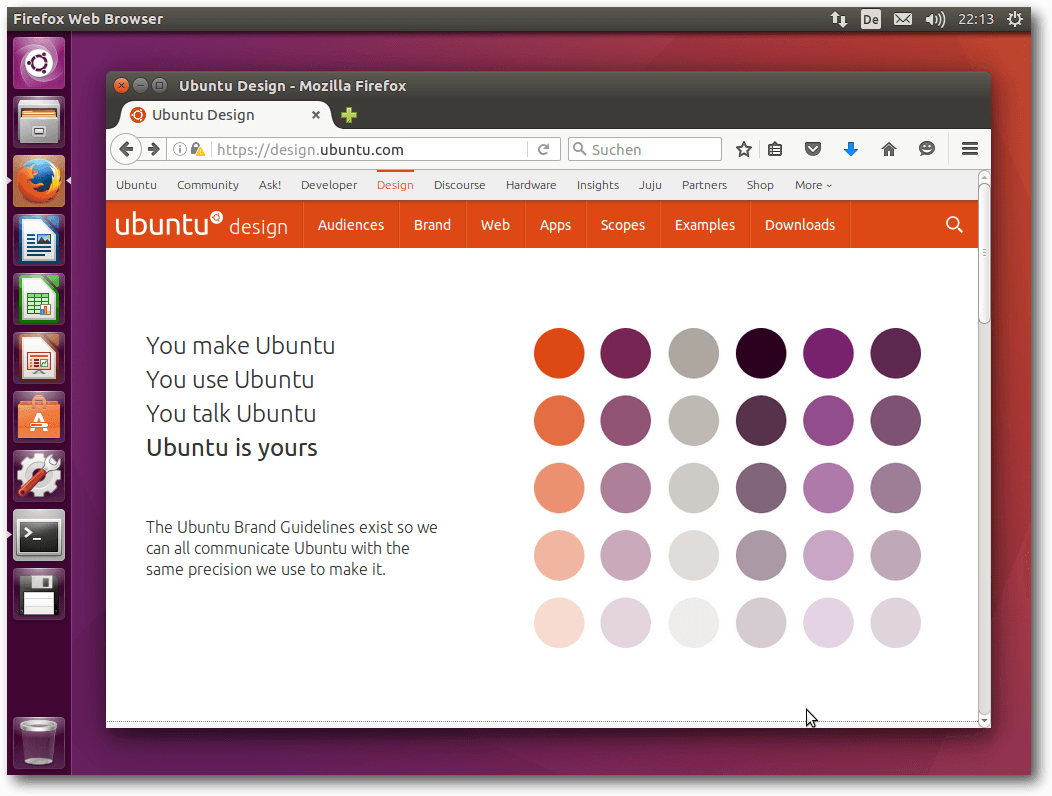 Firefox Web Browser De 22:13
Ubuntu Design - Mozilla Firefox
Ubuntu Design
https://design.ubuntu.com Suchen
Ubuntu Community Ask! Developer Design Discourse Hardware Insights Juju Partners Shop More
ubuntu design Audiences Brand Web Apps Scopes Examples Downloads
You make Ubuntu
You use Ubuntu
You talk Ubuntu
Ubuntu is yours
The Ubuntu Brand Guidelines exist so we
can all communicate Ubuntu with the
same precision we use to make it.